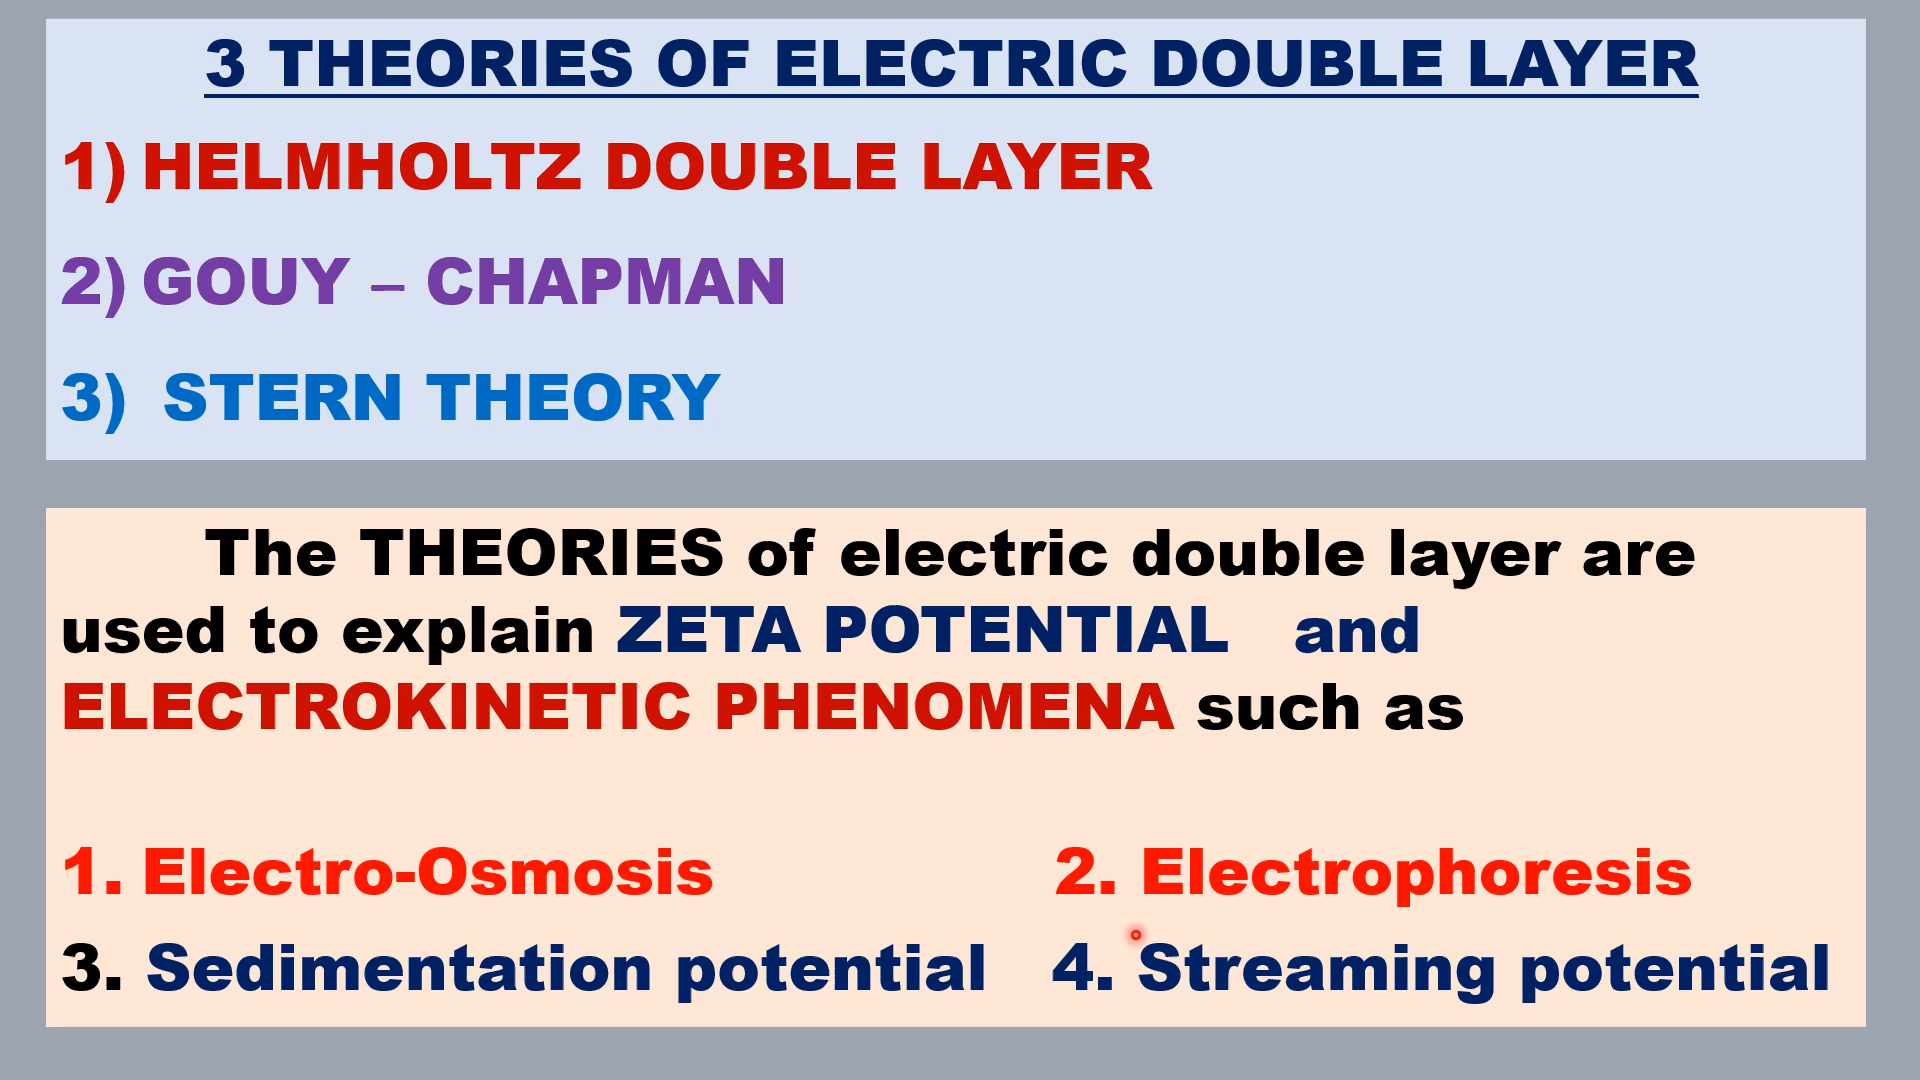 3 THEORIES OF ELECTRIC DOUBLE LAYER
1) HELMHOLTZ DOUBLE LAYER
2) GOUY – CHAPMAN
3) STERN THEORY
The THEORIES of electric double layer are
used to explain ZETA POTENTIAL and
ELECTROKINETIC PHENOMENA such as
1. Electro-Osmosis 2. Electrophoresis
3. Sedimentation potential 4. Streaming potential